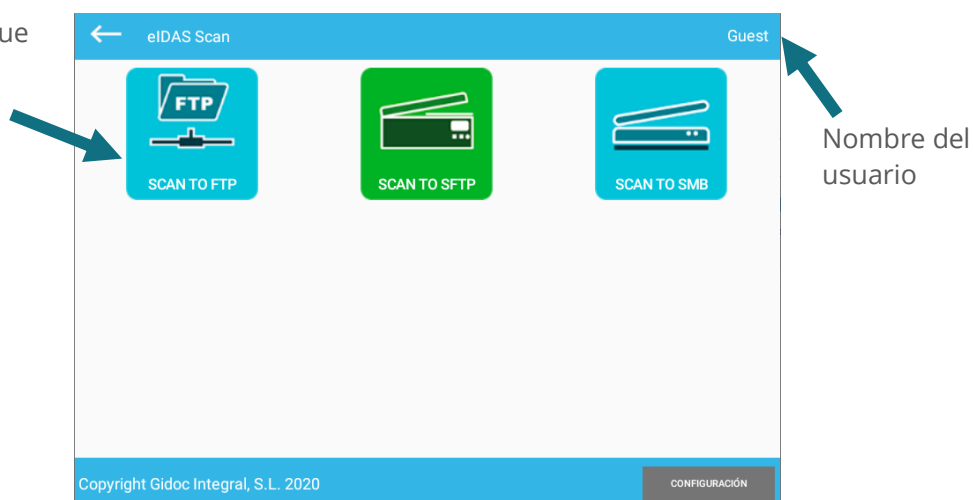 ue
eIDAS Scan
Guest
FTP
SCAN TO FTP
SCAN TO SFTP
SCAN TO SMB
Nombre del
usuario
Copyright Gidoc Integral, S.L. 2020
CONFIGURACIÓN